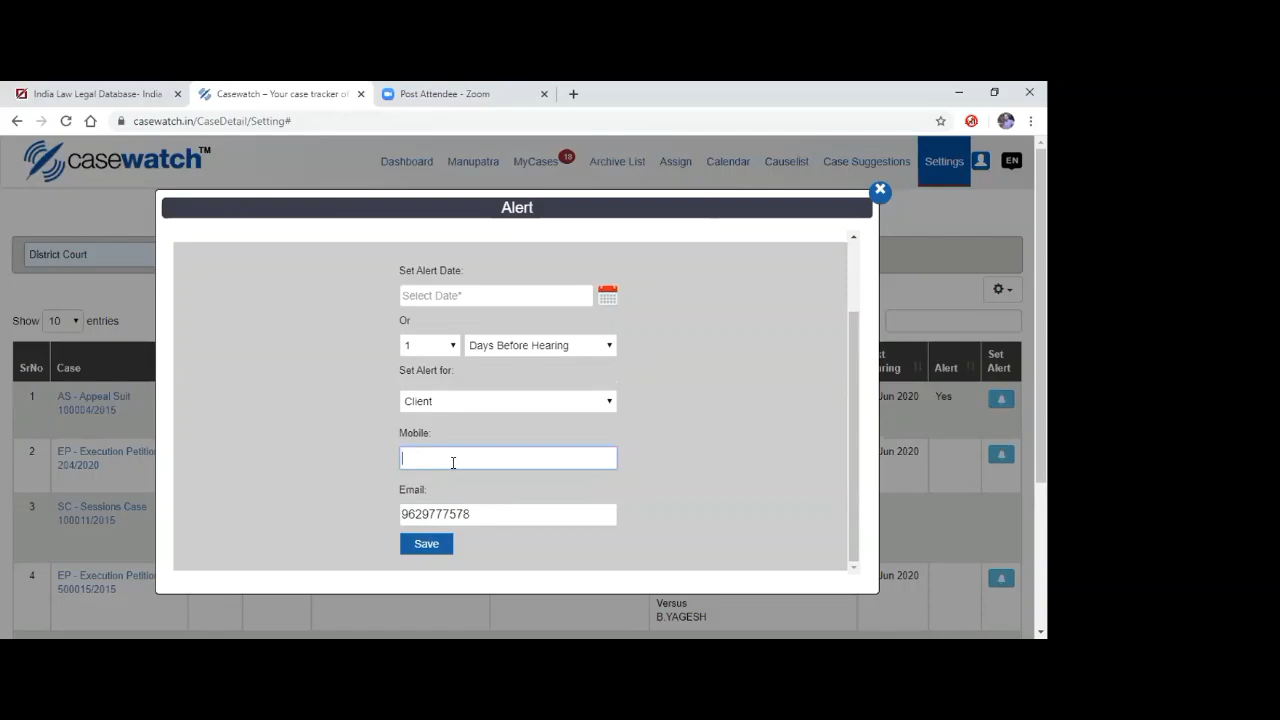 India Law Legal Database- India
Casewatch – Your case tracker of
Post Attendee - Zoom
casewatch.in/CaseDetail/Setting#
casewatch™
Dashboard
Manupatra
MyCases 18
Archive List
Assign
Calendar
Causelist
Case Suggestions
Settings
EN
Alert
District Court
Set Alert Date:
Select Date*
Or
1
Days Before Hearing
Set Alert for:
Client
Mobile:
Email:
9629777578
Save
Show 10 entries
SrNo
Case
Alert
Set
Alert
1
AS - Appeal Suit
100004/2015
Jun 2020
Yes
2
EP - Execution Petitio
204/2020
Jun 2020
3
SC - Sessions Case
100011/2015
4
EP - Execution Petitio
500015/2015
Jun 2020
Versus
B.YAGESH